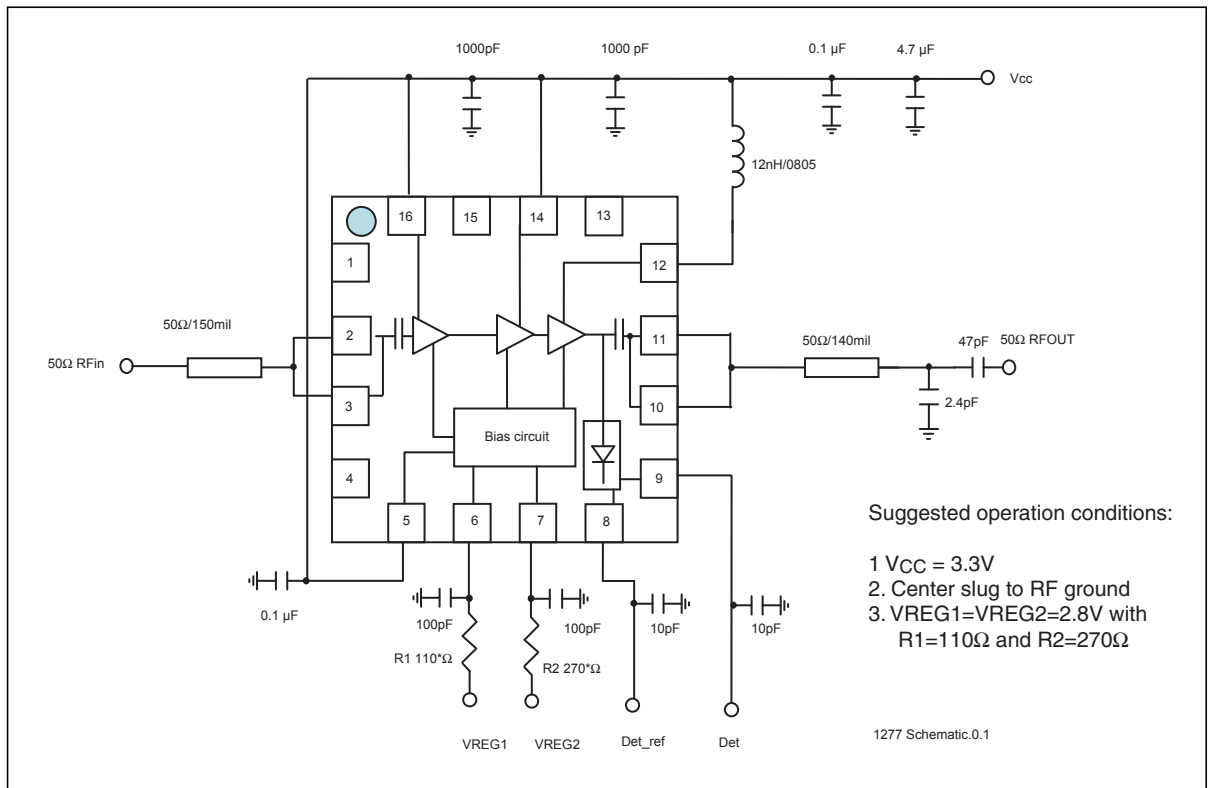 1000pF
1000 pF
0.1 µF
4.7 µF
Vcc
12nH/0805
16
15
14
13
1
12
50Ω/150mil
2
11
50Ω/140mil
47pF
50Ω RFOUT
50Ω RFin
3
10
2.4pF
Bias circuit
4
9
5
6
7
8
Suggested operation conditions:
1 VCC = 3.3V
2. Center slug to RF ground
3. VREG1=VREG2=2.8V with
R1=110Ω and R2=270Ω
0.1 µF
100pF
100pF
10pF
10pF
R1 110*Ω
R2 270*Ω
VREG1
VREG2
Det_ref
Det
1277 Schematic.0.1